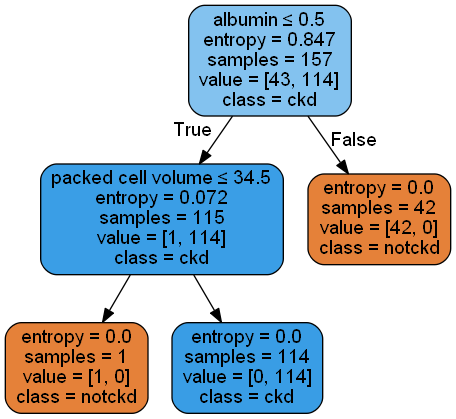 albumin ≤ 0.5
entropy = 0.847
samples = 157
value = [43, 114]
class = ckd
True
False
packed cell volume ≤ 34.5
entropy = 0.072
samples = 115
value = [1, 114]
class = ckd
entropy = 0.0
samples = 42
value = [42, 0]
class = notckd
entropy = 0.0
samples = 1
value = [1, 0]
class = notckd
entropy = 0.0
samples = 114
value = [0, 114]
class = ckd